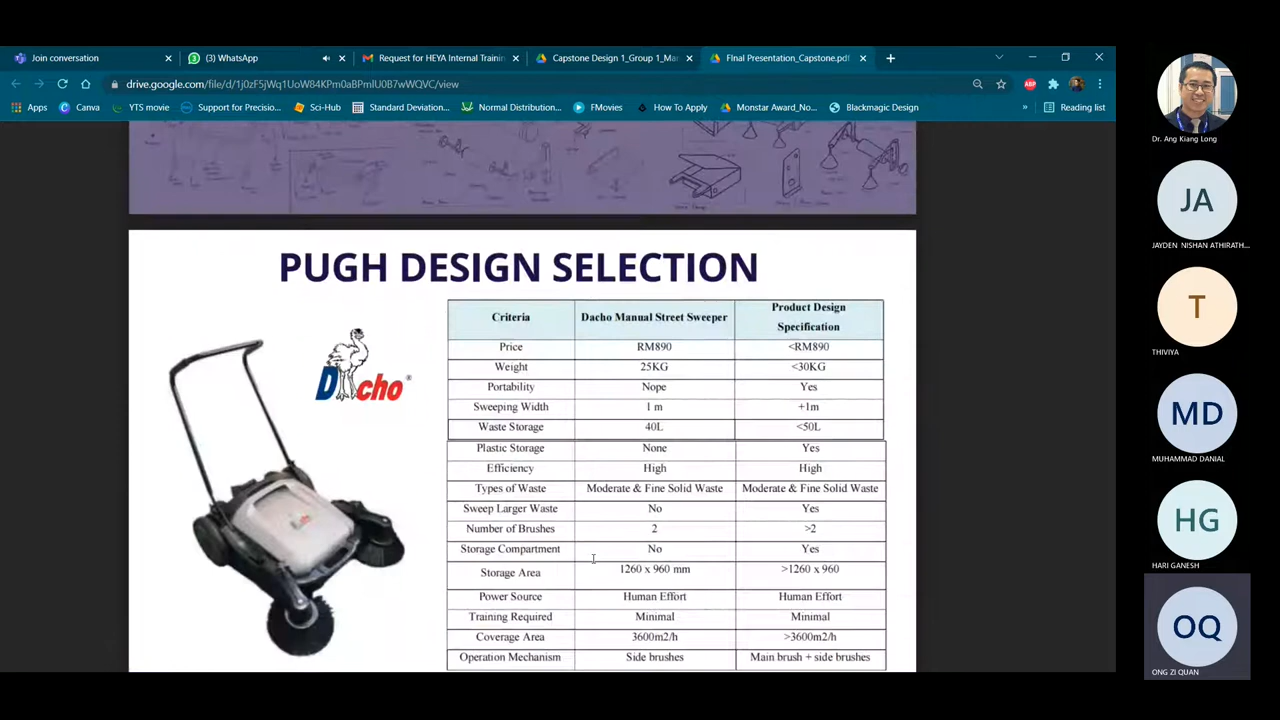 Join conversation
(3) WhatsApp
Request for HEYA Internal Trainin
Capstone Design 1_Group 1_Ma
FInal Presentation_Capstone.pdf
drive.google.com/file/d/1j0zF5jWq1UoW84KPm0aBPmlU0B7wWQVC/view
Apps Canva YTS movie Support for Precisio... Sci-Hub Standard Deviation... Normal Distribution... FMovies How To Apply Monstar Award_No... Blackmagic Design » Reading list
PUGH DESIGN SELECTION
Dacho
Criteria Dacho Manual Street Sweeper Product Design Specification
Price RM890 <RM890
Weight 25KG <30KG
Portability Nope Yes
Sweeping Width 1 m +1m
Waste Storage 40L <50L
Plastic Storage None Yes
Efficiency High High
Types of Waste Moderate & Fine Solid Waste Moderate & Fine Solid Waste
Sweep Larger Waste No Yes
Number of Brushes 2 >2
Storage Compartment No Yes
Storage Area 1260 x 960 mm >1260 x 960
Power Source Human Effort Human Effort
Training Required Minimal Minimal
Coverage Area 3600m2/h >3600m2/h
Operation Mechanism Side brushes Main brush + side brushes
Dr. Ang Kiang Long
JA
JAYDEN NISHAN ATHIRATH...
T
THIVIYA
MD
MUHAMMAD DANIAL
HG
HARI GANESH
OQ
ONG ZI QUAN